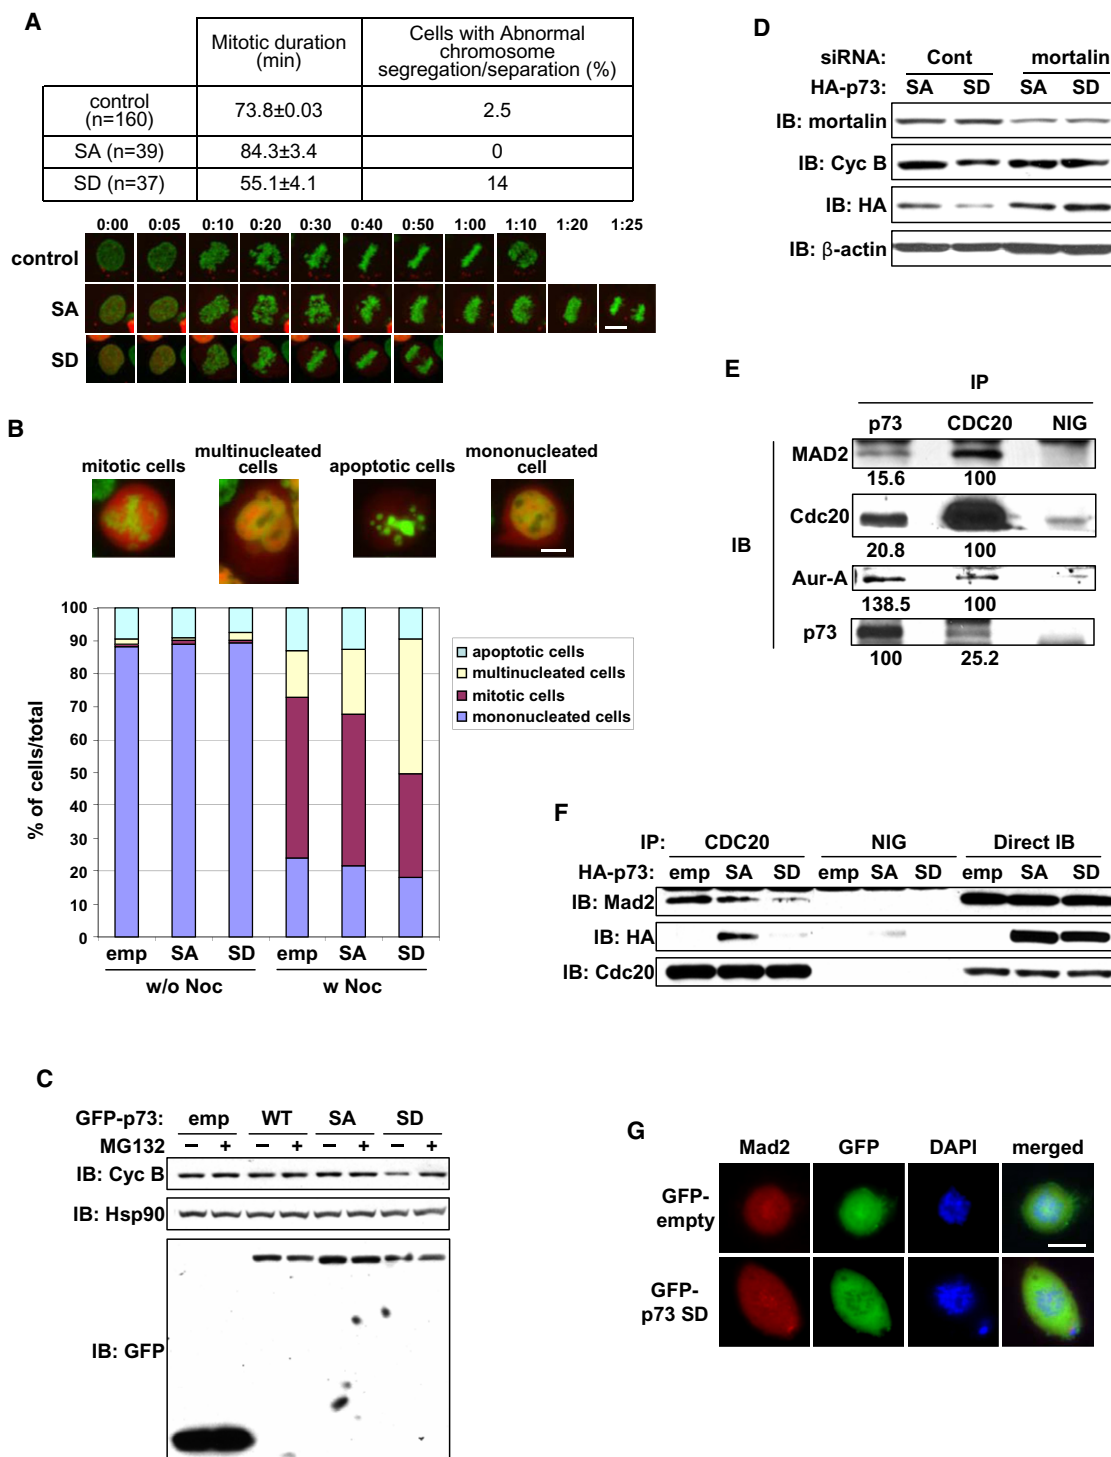 A
Mitotic duration (min)
Cells with Abnormal chromosome segregation/separation (%)
control (n=160)
73.8±0.03
2.5
SA (n=39)
84.3±3.4
0
SD (n=37)
55.1±4.1
14
0:00 0:05 0:10 0:20 0:30 0:40 0:50 1:00 1:10 1:20 1:25
control
SA
SD
B
mitotic cells
multinucleated cells
apoptotic cells
mononucleated cell
% of cells/total
100
90
80
70
60
50
40
30
20
10
0
apoptotic cells
multinucleated cells
mitotic cells
mononucleated cells
emp SA SD emp SA SD
w/o Noc w Noc
C
GFP-p73: emp WT SA SD
MG132 − + − + − + − +
IB: Cyc B
IB: Hsp90
IB: GFP
D
siRNA: Cont mortalin
HA-p73: SA SD SA SD
IB: mortalin
IB: Cyc B
IB: HA
IB: β-actin
E
IP
p73 CDC20 NIG
IB
MAD2
15.6 100
Cdc20
20.8 100
Aur-A
138.5 100
p73
100 25.2
F
IP: CDC20 NIG Direct IB
HA-p73: emp SA SD emp SA SD emp SA SD
IB: Mad2
IB: HA
IB: Cdc20
G
Mad2 GFP DAPI merged
GFP-empty
GFP-p73 SD